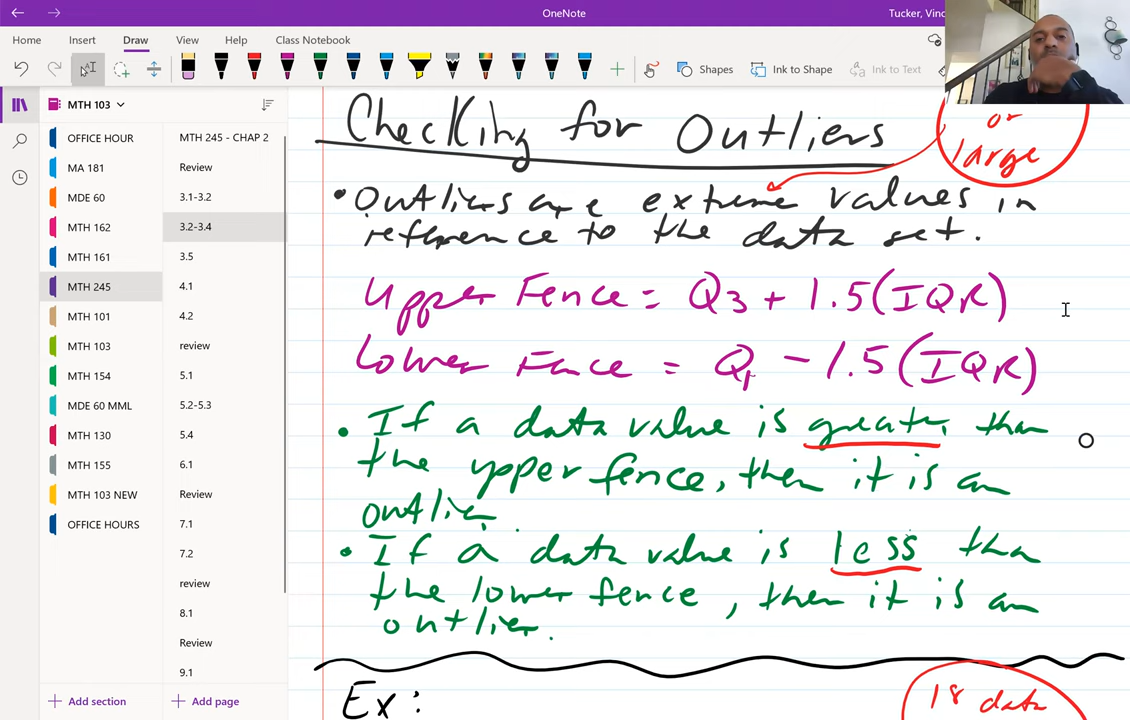 OneNote
Tucker, Vinc
Home
Insert
Draw
View
Help
Class Notebook
Shapes
Ink to Shape
Ink to Text
MTH 103
OFFICE HOUR
MA 181
MDE 60
MTH 162
MTH 161
MTH 245
MTH 101
MTH 103
MTH 154
MDE 60 MML
MTH 130
MTH 155
MTH 103 NEW
OFFICE HOURS
Add section
MTH 245 - CHAP 2
Review
3.1-3.2
3.2-3.4
3.5
4.1
4.2
review
5.1
5.2-5.3
5.4
6.1
Review
7.1
7.2
review
8.1
Review
9.1
Add page
Checking for Outliers
or
large
• Outliers are extreme values in
reference to the data set.
Upper Fence = Q3 + 1.5(IQR)
Lower Fence = Q1 - 1.5(IQR)
• If a data value is greater than
the upper fence, then it is an
outlier.
• If a data value is less than
the lower fence, then it is an
outlier.
Ex:
18 data